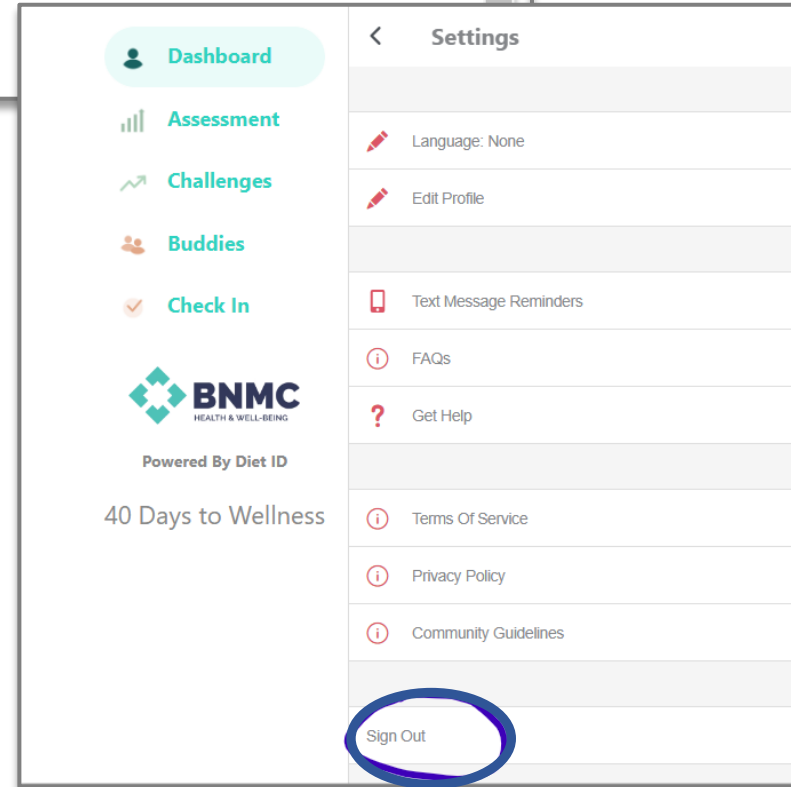 Dashboard
Assessment
Challenges
Buddies
Check In
BNMC
HEALTH & WELL-BEING
Powered By Diet ID
40 Days to Wellness
Settings
Language: None
Edit Profile
Text Message Reminders
FAQs
Get Help
Terms Of Service
Privacy Policy
Community Guidelines
Sign Out